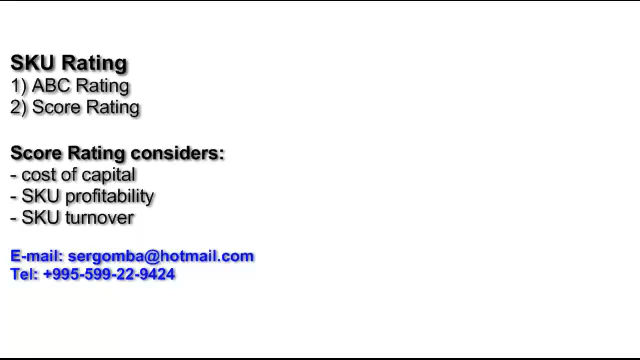 SKU Rating
1) ABC Rating
2) Score Rating
Score Rating considers:
- cost of capital
- SKU profitability
- SKU turnover
E-mail: sergomba@hotmail.com
Tel: +995-599-22-9424